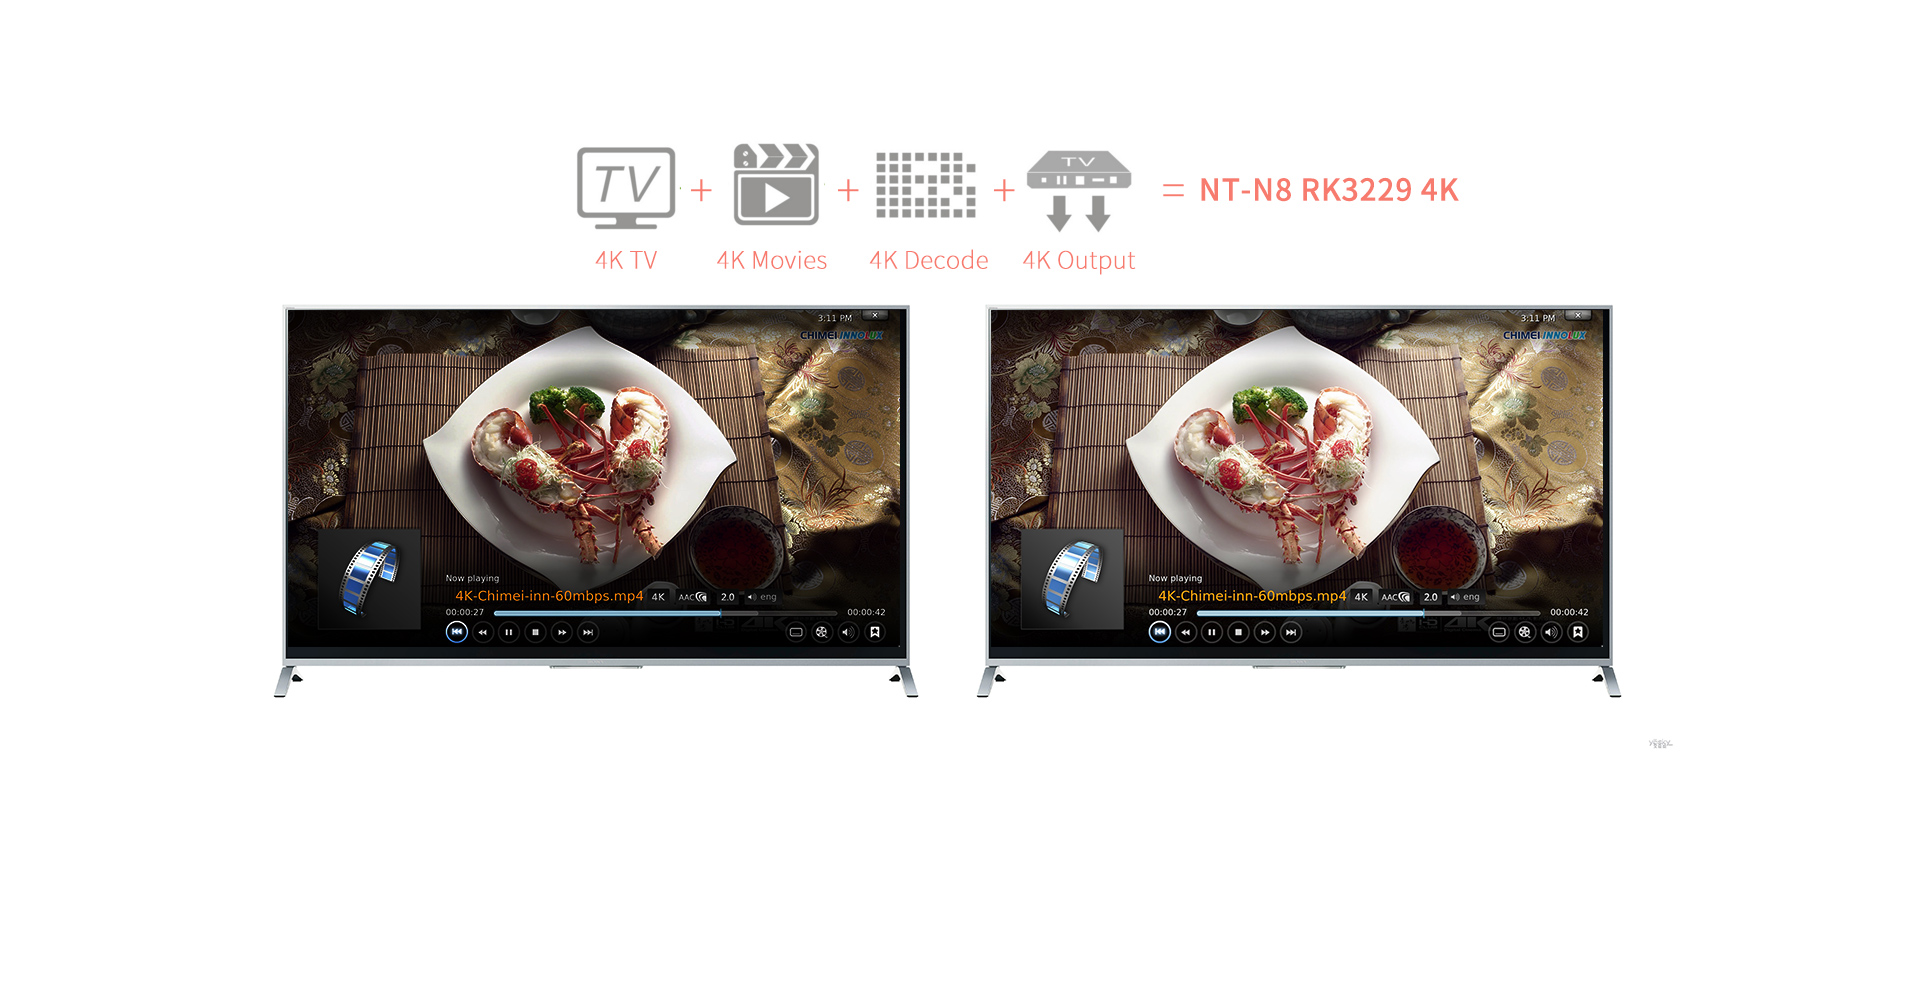 TV
TV
+ + + + = NT-N8 RK3229 4K
4K TV
4K Movies
4K Decode
4K Output
3:11 PM
CHIMEI INNOLUX
Now playing
4K-Chimei-inn-60mbps.mp4 4K AAC 2.0 eng
00:00:27
00:00:42
3:11 PM
CHIMEI INNOLUX
Now playing
4K-Chimei-inn-60mbps.mp4 4K AAC 2.0 eng
00:00:27
00:00:42